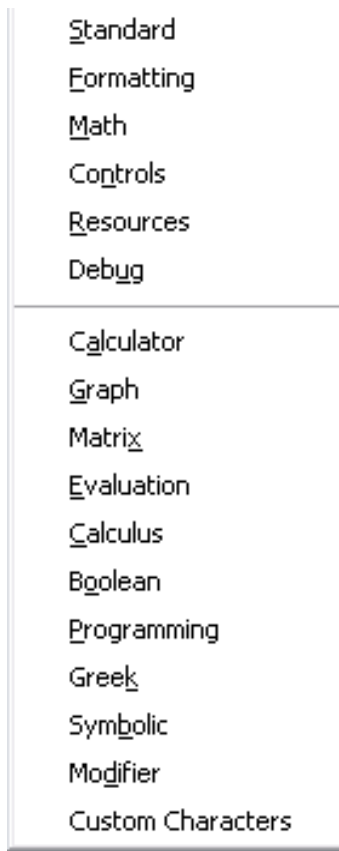 Standard
Formatting
Math
Controls
Resources
Debug
Calculator
Graph
Matrix
Evaluation
Calculus
Boolean
Programming
Greek
Symbolic
Modifier
Custom Characters